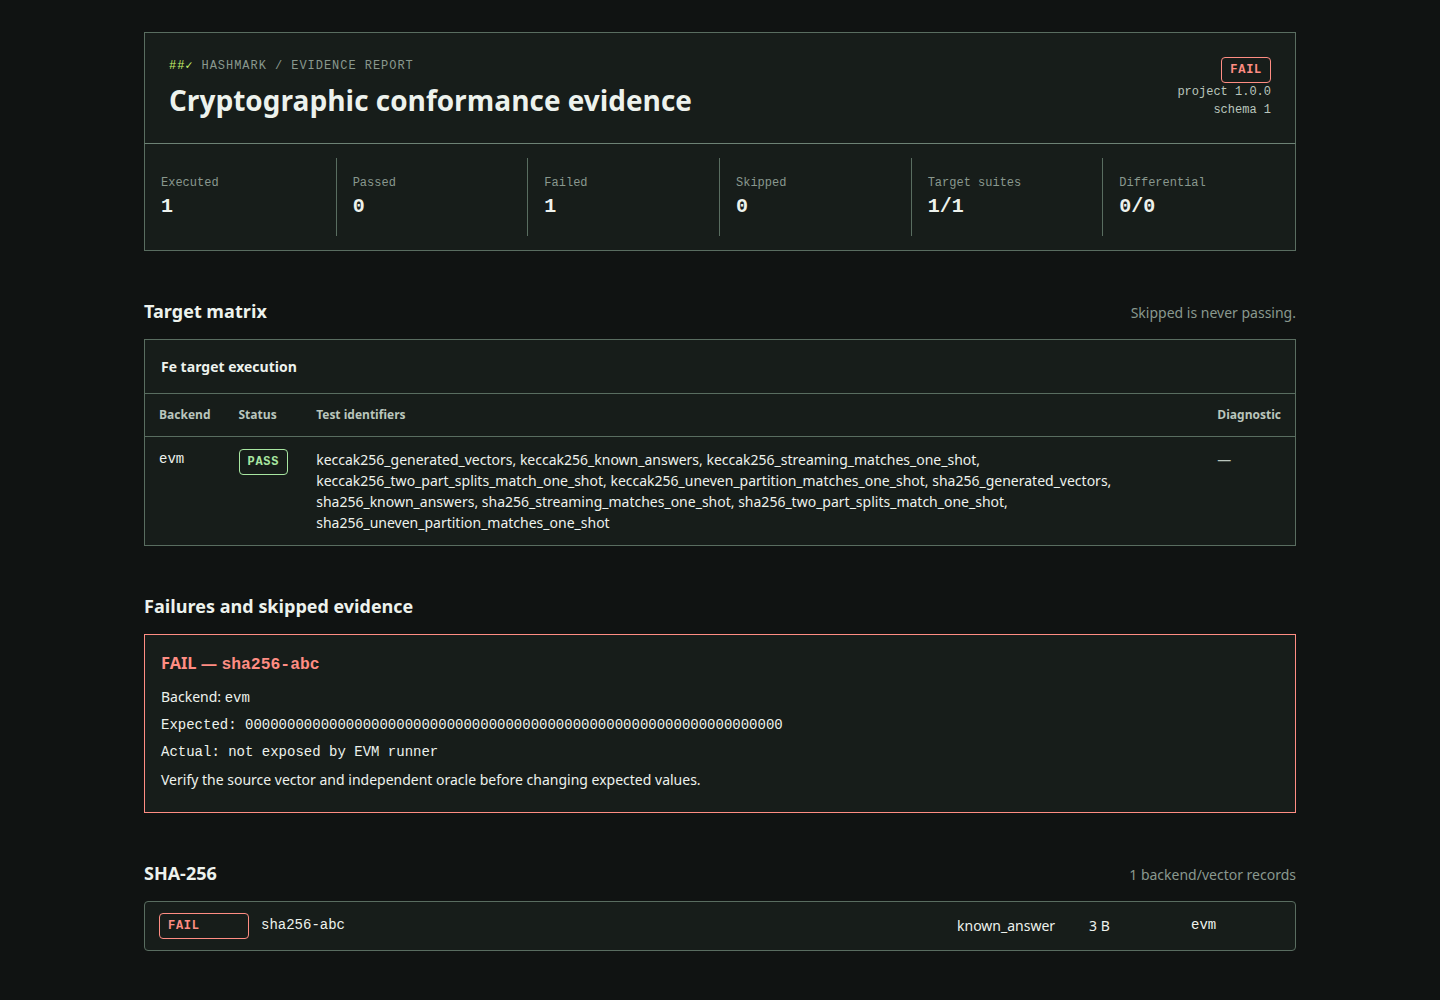 ##✓ HASHMARK / EVIDENCE REPORT
Cryptographic conformance evidence
FAIL
project 1.0.0
schema 1
Executed
1
Passed
0
Failed
1
Skipped
0
Target suites
1/1
Differential
0/0
Target matrix
Skipped is never passing.
Fe target execution
Backend Status Test identifiers Diagnostic
evm PASS keccak256_generated_vectors, keccak256_known_answers, keccak256_streaming_matches_one_shot, —
keccak256_two_part_splits_match_one_shot, keccak256_uneven_partition_matches_one_shot, sha256_generated_vectors,
sha256_known_answers, sha256_streaming_matches_one_shot, sha256_two_part_splits_match_one_shot,
sha256_uneven_partition_matches_one_shot
Failures and skipped evidence
FAIL — sha256-abc
Backend: evm
Expected: 0000000000000000000000000000000000000000000000000000000000000000
Actual: not exposed by EVM runner
Verify the source vector and independent oracle before changing expected values.
SHA-256
1 backend/vector records
FAIL sha256-abc known_answer 3 B evm